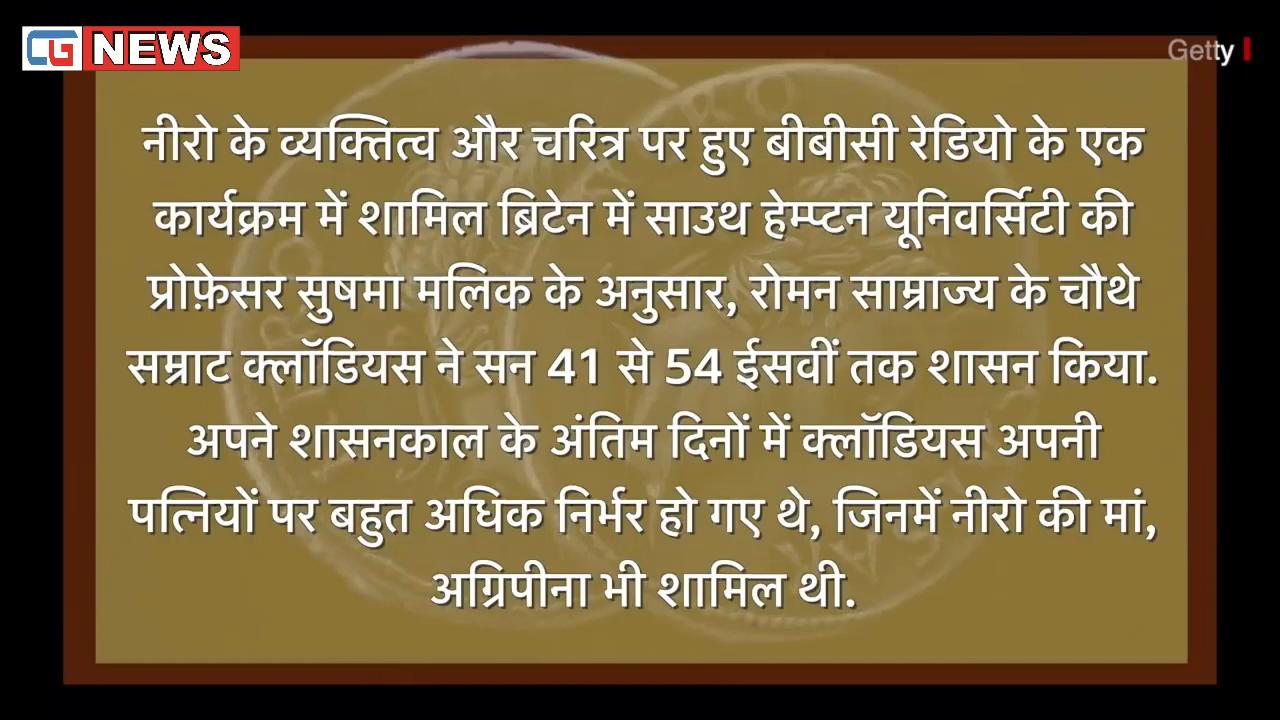 CG NEWS
Getty
नीरो के व्यक्तित्व और चरित्र पर हुए बीबीसी रेडियो के एक
कार्यक्रम में शामिल ब्रिटेन में साउथ हेम्प्टन यूनिवर्सिटी की
प्रोफ़ेसर सुषमा मलिक के अनुसार, रोमन साम्राज्य के चौथे
सम्राट क्लॉडियस ने सन 41 से 54 ईसवीं तक शासन किया.
अपने शासनकाल के अंतिम दिनों में क्लॉडियस अपनी
पत्नियों पर बहुत अधिक निर्भर हो गए थे, जिनमें नीरो की मां,
अग्रिपीना भी शामिल थी.